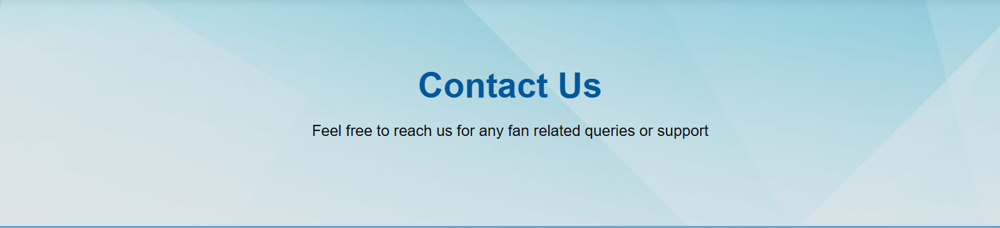 Contact Us
Feel free to reach us for any fan related queries or support